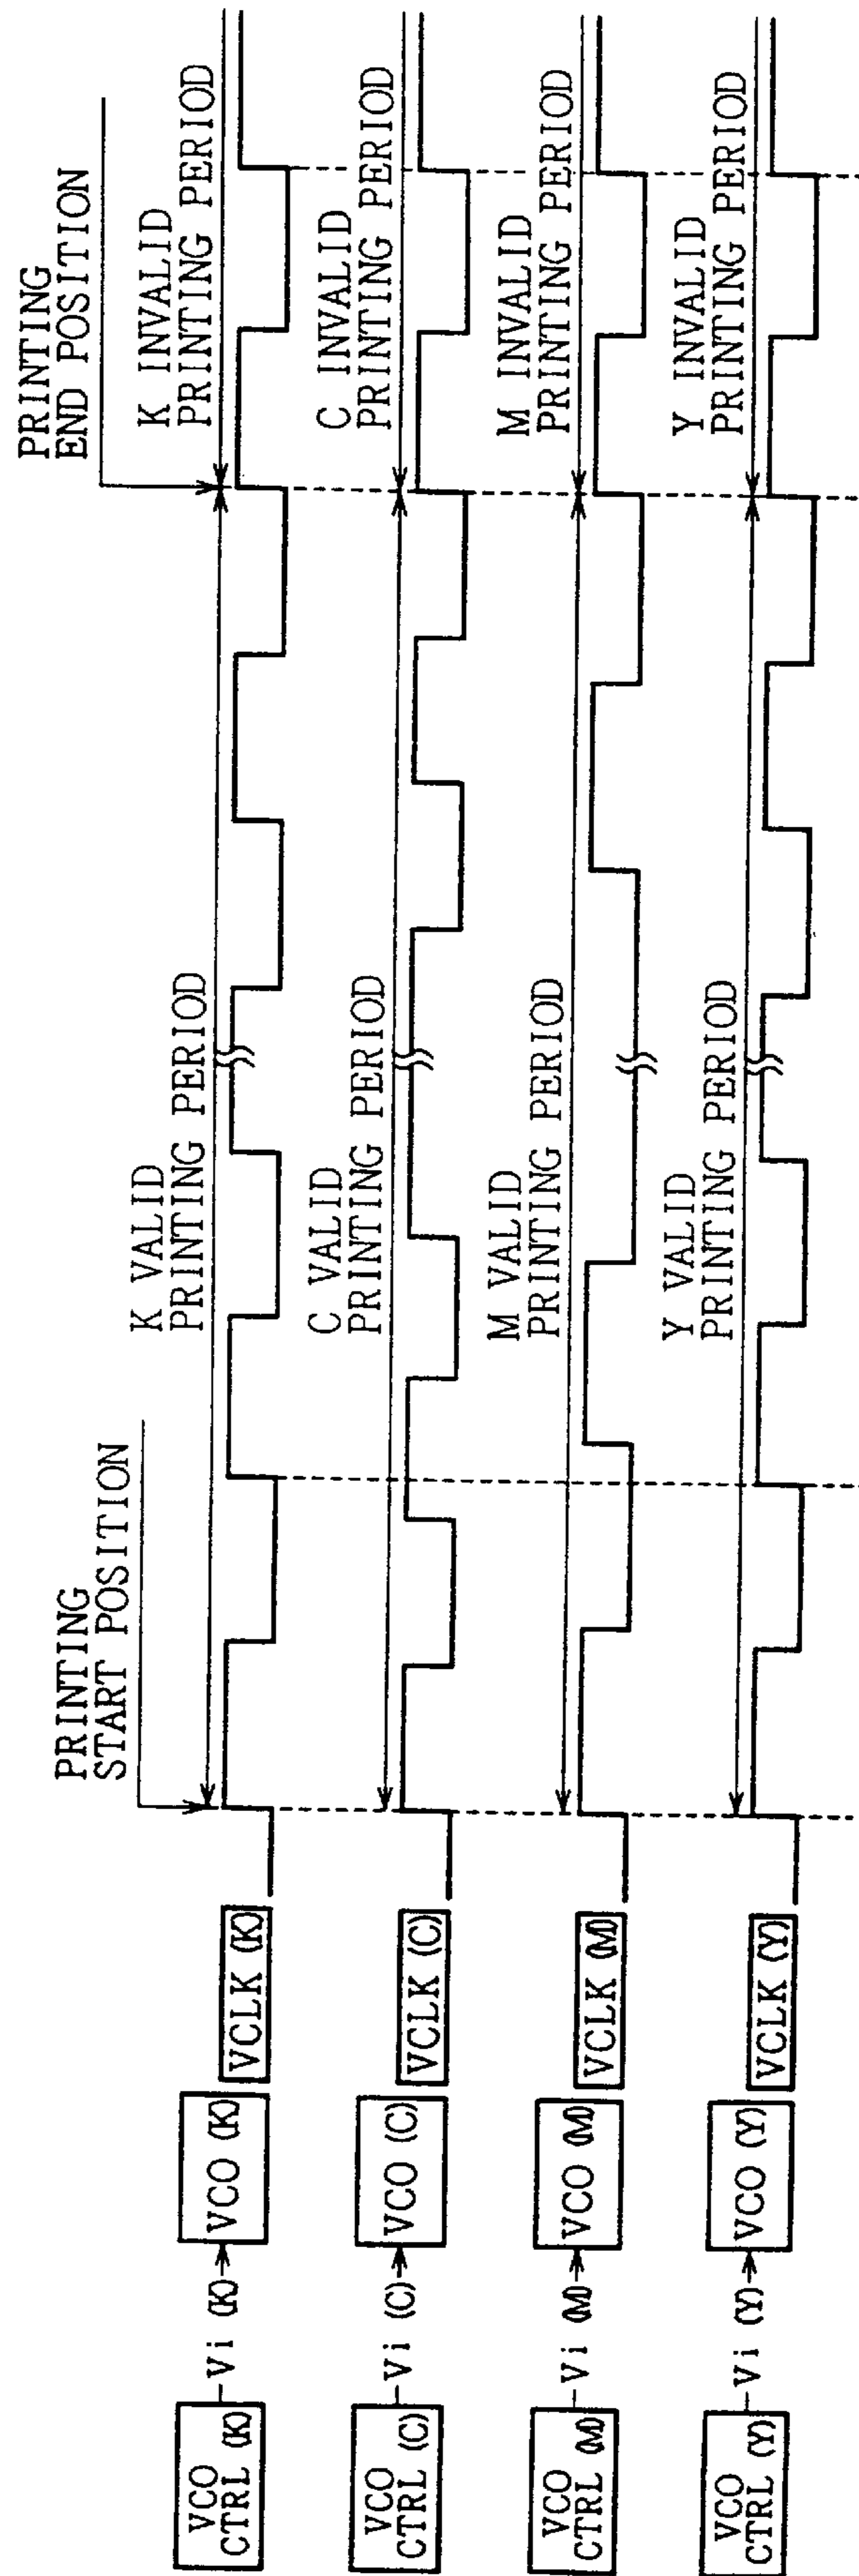 PRINTING
START POSITION
PRINTING
END POSITION
VCO
CTRL (K)
Vi (K)
VCO (K)
VCLK (K)
K VALID
PRINTING PERIOD
K INVALID
PRINTING PERIOD
VCO
CTRL (C)
Vi (C)
VCO (C)
VCLK (C)
C VALID
PRINTING PERIOD
C INVALID
PRINTING PERIOD
VCO
CTRL (M)
Vi (M)
VCO (M)
VCLK (M)
M VALID
PRINTING PERIOD
M INVALID
PRINTING PERIOD
VCO
CTRL (Y)
Vi (Y)
VCO (Y)
VCLK (Y)
Y VALID
PRINTING PERIOD
Y INVALID
PRINTING PERIOD